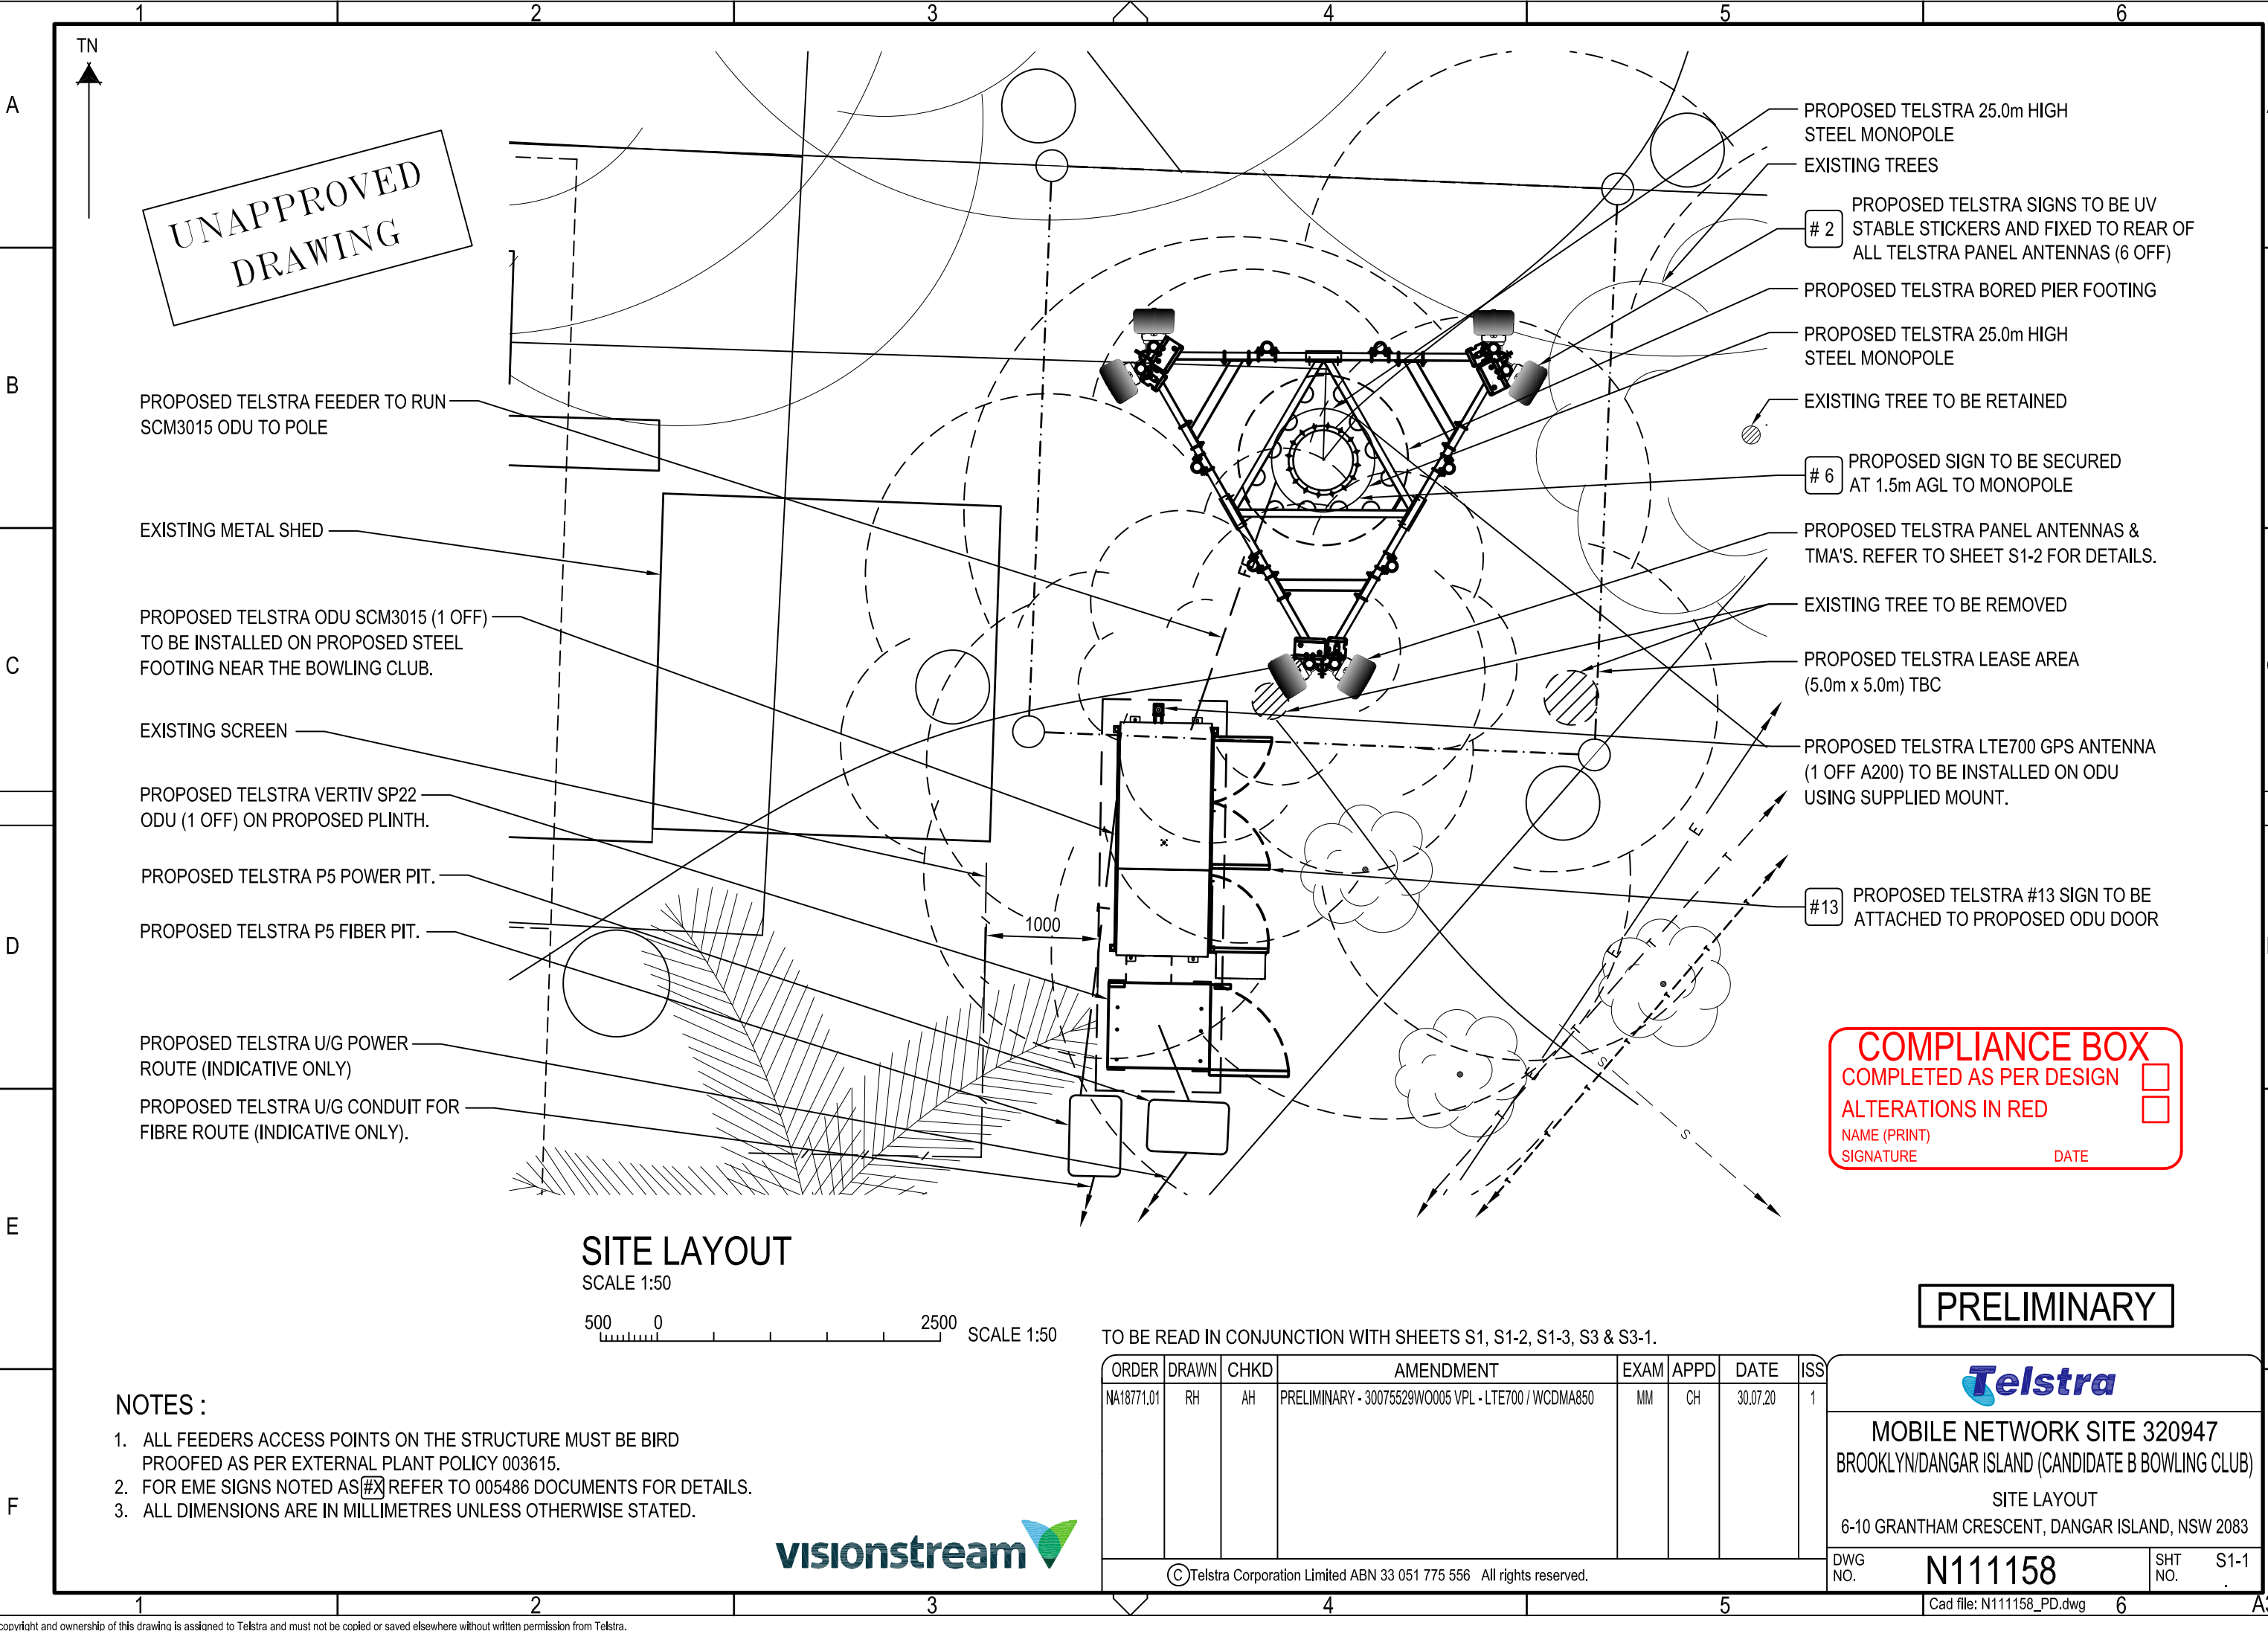 1 2 3 4 5 6
TN
A
B
C
D
E
F
UNAPPROVED
DRAWING
PROPOSED TELSTRA FEEDER TO RUN
SCM3015 ODU TO POLE
EXISTING METAL SHED
PROPOSED TELSTRA ODU SCM3015 (1 OFF)
TO BE INSTALLED ON PROPOSED STEEL
FOOTING NEAR THE BOWLING CLUB.
EXISTING SCREEN
PROPOSED TELSTRA VERTIV SP22
ODU (1 OFF) ON PROPOSED PLINTH.
PROPOSED TELSTRA P5 POWER PIT.
PROPOSED TELSTRA P5 FIBER PIT.
PROPOSED TELSTRA U/G POWER
ROUTE (INDICATIVE ONLY)
PROPOSED TELSTRA U/G CONDUIT FOR
FIBRE ROUTE (INDICATIVE ONLY).
1000
E
T
E
T
T
S
S
PROPOSED TELSTRA 25.0m HIGH
STEEL MONOPOLE
EXISTING TREES
# 2
PROPOSED TELSTRA SIGNS TO BE UV
STABLE STICKERS AND FIXED TO REAR OF
ALL TELSTRA PANEL ANTENNAS (6 OFF)
PROPOSED TELSTRA BORED PIER FOOTING
PROPOSED TELSTRA 25.0m HIGH
STEEL MONOPOLE
EXISTING TREE TO BE RETAINED
# 6
PROPOSED SIGN TO BE SECURED
AT 1.5m AGL TO MONOPOLE
PROPOSED TELSTRA PANEL ANTENNAS &
TMA'S. REFER TO SHEET S1-2 FOR DETAILS.
EXISTING TREE TO BE REMOVED
PROPOSED TELSTRA LEASE AREA
(5.0m x 5.0m) TBC
PROPOSED TELSTRA LTE700 GPS ANTENNA
(1 OFF A200) TO BE INSTALLED ON ODU
USING SUPPLIED MOUNT.
#13
PROPOSED TELSTRA #13 SIGN TO BE
ATTACHED TO PROPOSED ODU DOOR
COMPLIANCE BOX
COMPLETED AS PER DESIGN
ALTERATIONS IN RED
NAME (PRINT)
SIGNATURE DATE
SITE LAYOUT
SCALE 1:50
500 0 2500 SCALE 1:50
PRELIMINARY
TO BE READ IN CONJUNCTION WITH SHEETS S1, S1-2, S1-3, S3 & S3-1.
ORDER DRAWN CHKD AMENDMENT EXAM APPD DATE ISS
NA18771.01 RH AH PRELIMINARY - 30075529WO005 VPL - LTE700 / WCDMA850 MM CH 30.07.20 1
NOTES :
1. ALL FEEDERS ACCESS POINTS ON THE STRUCTURE MUST BE BIRD
PROOFED AS PER EXTERNAL PLANT POLICY 003615.
2. FOR EME SIGNS NOTED AS #X REFER TO 005486 DOCUMENTS FOR DETAILS.
3. ALL DIMENSIONS ARE IN MILLIMETRES UNLESS OTHERWISE STATED.
visionstream
© Telstra Corporation Limited ABN 33 051 775 556 All rights reserved.
Telstra
MOBILE NETWORK SITE 320947
BROOKLYN/DANGAR ISLAND (CANDIDATE B BOWLING CLUB)
SITE LAYOUT
6-10 GRANTHAM CRESCENT, DANGAR ISLAND, NSW 2083
DWG NO. N111158 SHT NO. S1-1
Cad file: N111158_PD.dwg
1 2 3 4 5 6
copyright and ownership of this drawing is assigned to Telstra and must not be copied or saved elsewhere without written permission from Telstra.